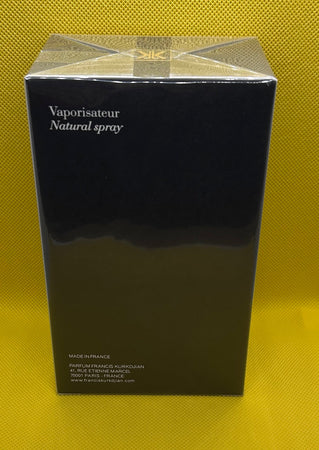 Vaporisateur
Natural spray
MADE IN FRANCE
PARFUM FRANCIS KURKDJIAN
41, RUE ETIENNE MARCEL
75001 PARIS - FRANCE
www.franciskurkdjian.com